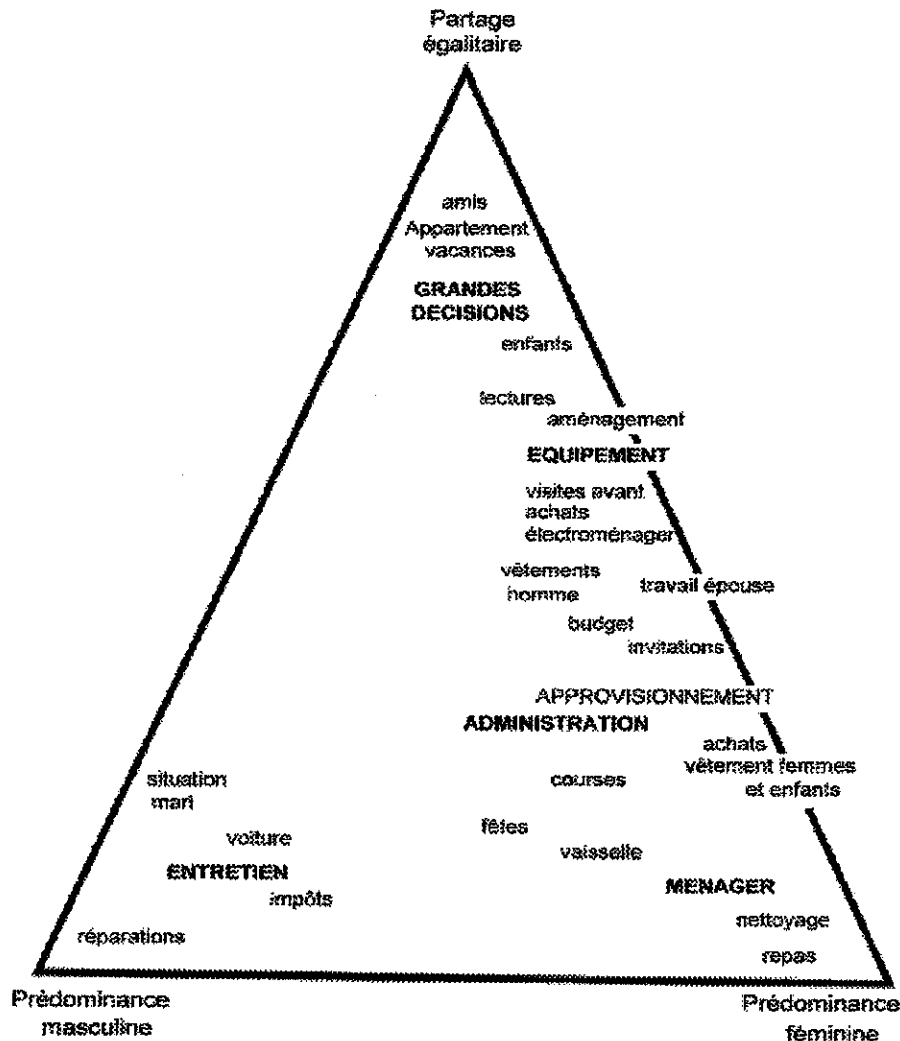 Partage
égalitaire
amis
Appartement
vacances
GRANDES
DECISIONS
enfants
lectures
aménagement
EQUIPEMENT
visites avant
achats
électroménager
vêtements
homme
travail épouse
budget
invitations
APPROVISIONNEMENT
ADMINISTRATION
achats
vêtement femmes
et enfants
situation
mari
courses
voiture
fêtes
vaisselle
ENTRETIEN
MENAGER
impôts
nettoyage
réparations
repas
Prédominance
masculine
Prédominance
féminine